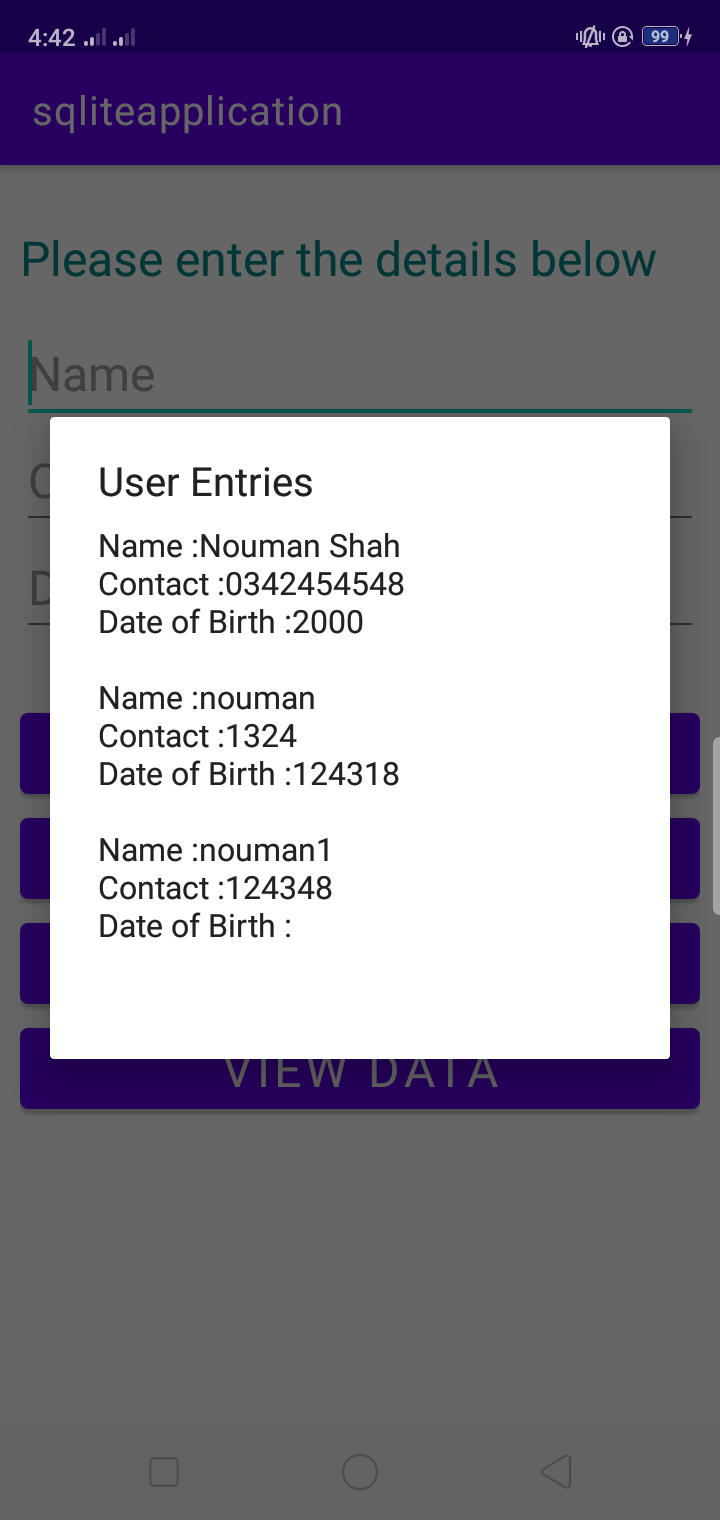 4:42
99
sqliteapplication
Please enter the details below
Name
User Entries
Name :Nouman Shah
Contact :0342454548
Date of Birth :2000
Name :nouman
Contact :1324
Date of Birth :124318
Name :nouman1
Contact :124348
Date of Birth :
VIEW DATA